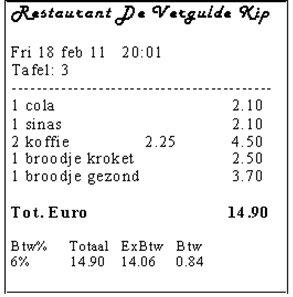 Restaurant De Vergulde Kip
Fri 18 feb 11 20:01
Tafel: 3
1 cola 2.10
1 sinas 2.10
2 koffie 2.25 4.50
1 broodje kroket 2.50
1 broodje gezond 3.70
Tot. Euro 14.90
Btw% Totaal ExBtw Btw
6% 14.90 14.06 0.84